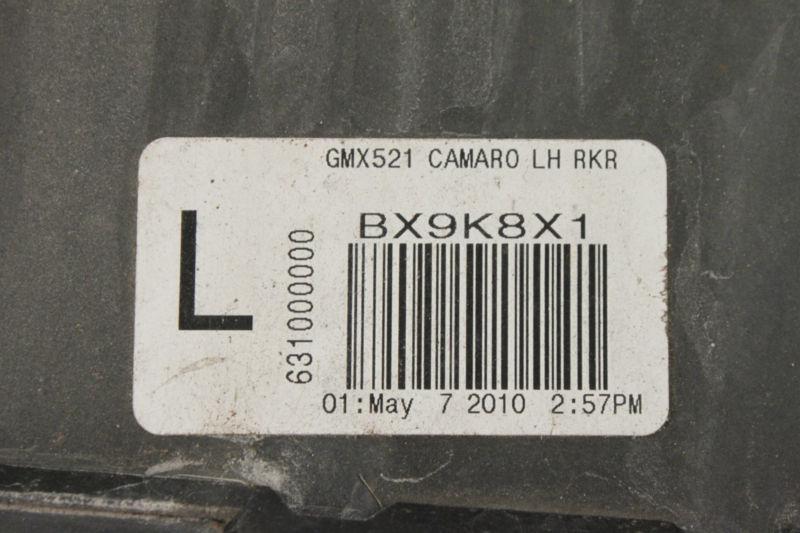 GMX521 CAMARO LH RKR
L
631000000
BX9K8X1
01:May 7 2010 2:57PM